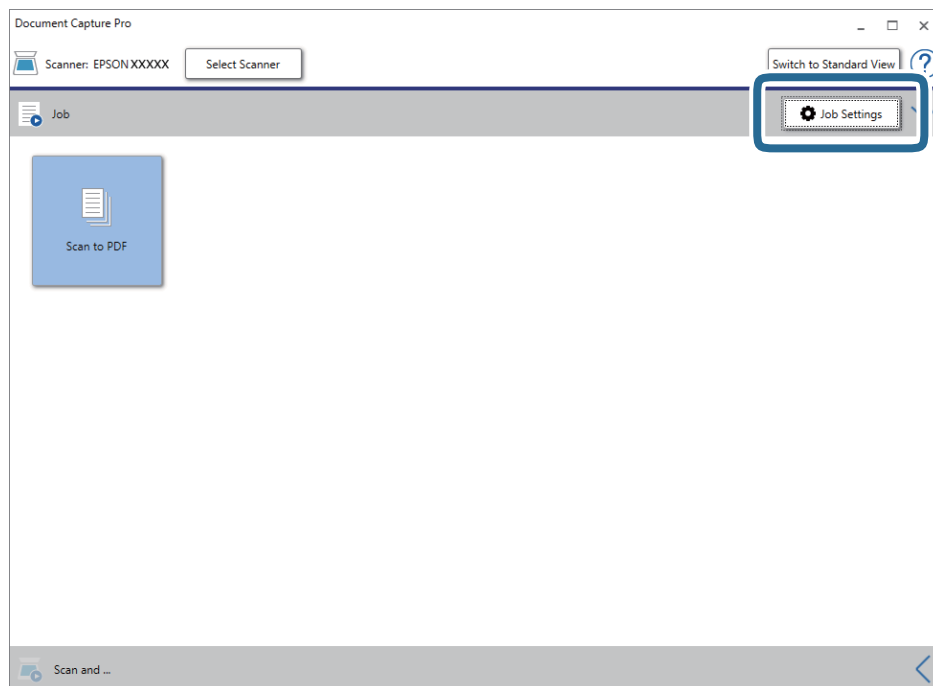 Document Capture Pro
Scanner: EPSON XXXXX Select Scanner Switch to Standard View ?
Job Job Settings
Scan to PDF
Scan and ...